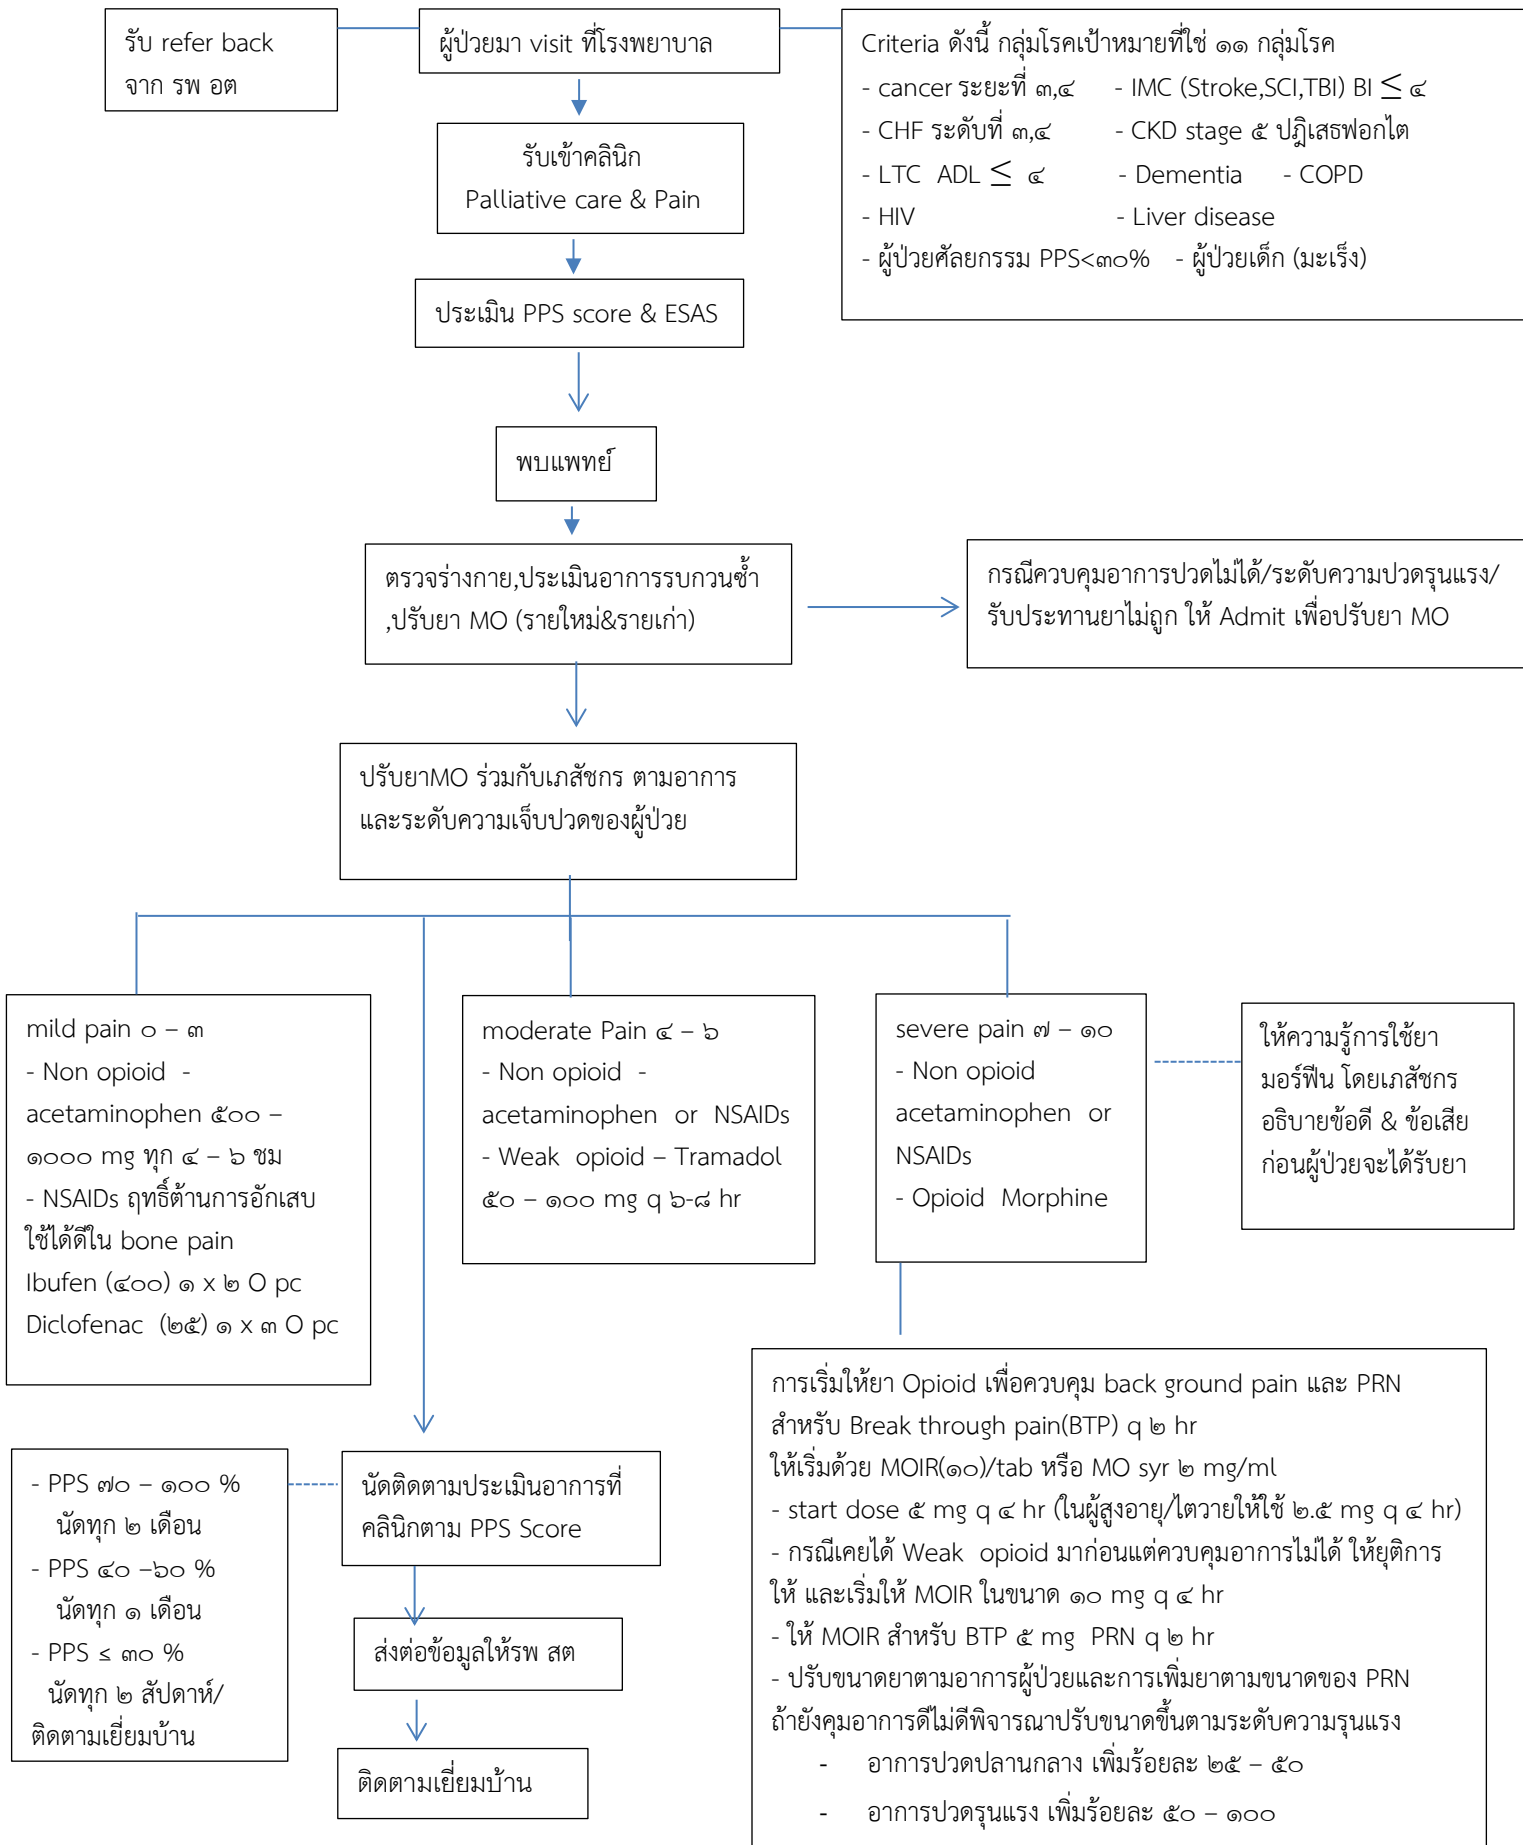 รับ refer back
จาก รพ อต
ผู้ป่วยมา visit ที่โรงพยาบาล
Criteria ดังนี้ กลุ่มโรคเป้าหมายที่ใช่ ๑๑ กลุ่มโรค
- cancer ระยะที่ ๓,๔ - IMC (Stroke,SCI,TBI) BI ≤ ๔
- CHF ระดับที่ ๓,๔ - CKD stage ๕ ปฎิเสธฟอกไต
- LTC ADL ≤ ๔ - Dementia - COPD
- HIV - Liver disease
- ผู้ป่วยศัลยกรรม PPS<๓๐% - ผู้ป่วยเด็ก (มะเร็ง)
รับเข้าคลินิก
Palliative care & Pain
ประเมิน PPS score & ESAS
พบแพทย์
ตรวจร่างกาย,ประเมินอาการรบกวนซ้ำ
,ปรับยา MO (รายใหม่&รายเก่า)
กรณีควบคุมอาการปวดไม่ได้/ระดับความปวดรุนแรง/
รับประทานยาไม่ถูก ให้ Admit เพื่อปรับยา MO
ปรับยาMO ร่วมกับเภสัชกร ตามอาการ
และระดับความเจ็บปวดของผู้ป่วย
mild pain ๐ – ๓
- Non opioid -
acetaminophen ๕๐๐ –
๑๐๐๐ mg ทุก ๔ – ๖ ชม
- NSAIDs ฤทธิ์ต้านการอักเสบ
ใช้ได้ดีใน bone pain
Ibufen (๔๐๐) ๑ x ๒ O pc
Diclofenac (๒๕) ๑ x ๓ O pc
moderate Pain ๔ – ๖
- Non opioid -
acetaminophen or NSAIDs
- Weak opioid – Tramadol
๕๐ – ๑๐๐ mg q ๖-๘ hr
severe pain ๗ – ๑๐
- Non opioid
acetaminophen or
NSAIDs
- Opioid Morphine
ให้ความรู้การใช้ยา
มอร์ฟีน โดยเภสัชกร
อธิบายข้อดี & ข้อเสีย
ก่อนผู้ป่วยจะได้รับยา
- PPS ๗๐ – ๑๐๐ %
นัดทุก ๒ เดือน
- PPS ๔๐ –๖๐ %
นัดทุก ๑ เดือน
- PPS ≤ ๓๐ %
นัดทุก ๒ สัปดาห์/
ติดตามเยี่ยมบ้าน
นัดติดตามประเมินอาการที่
คลินิกตาม PPS Score
ส่งต่อข้อมูลให้รพ สต
ติดตามเยี่ยมบ้าน
การเริ่มให้ยา Opioid เพื่อควบคุม back ground pain และ PRN
สำหรับ Break through pain(BTP) q ๒ hr
ให้เริ่มด้วย MOIR(๑๐)/tab หรือ MO syr ๒ mg/ml
- start dose ๕ mg q ๔ hr (ในผู้สูงอายุ/ไตวายให้ใช้ ๒.๕ mg q ๔ hr)
- กรณีเคยได้ Weak opioid มาก่อนแต่ควบคุมอาการไม่ได้ ให้ยุติการ
ให้ และเริ่มให้ MOIR ในขนาด ๑๐ mg q ๔ hr
- ให้ MOIR สำหรับ BTP ๕ mg PRN q ๒ hr
- ปรับขนาดยาตามอาการผู้ป่วยและการเพิ่มยาตามขนาดของ PRN
ถ้ายังคุมอาการดีไม่ดีพิจารณาปรับขนาดขึ้นตามระดับความรุนแรง
- อาการปวดปลานกลาง เพิ่มร้อยละ ๒๕ – ๕๐
- อาการปวดรุนแรง เพิ่มร้อยละ ๕๐ – ๑๐๐